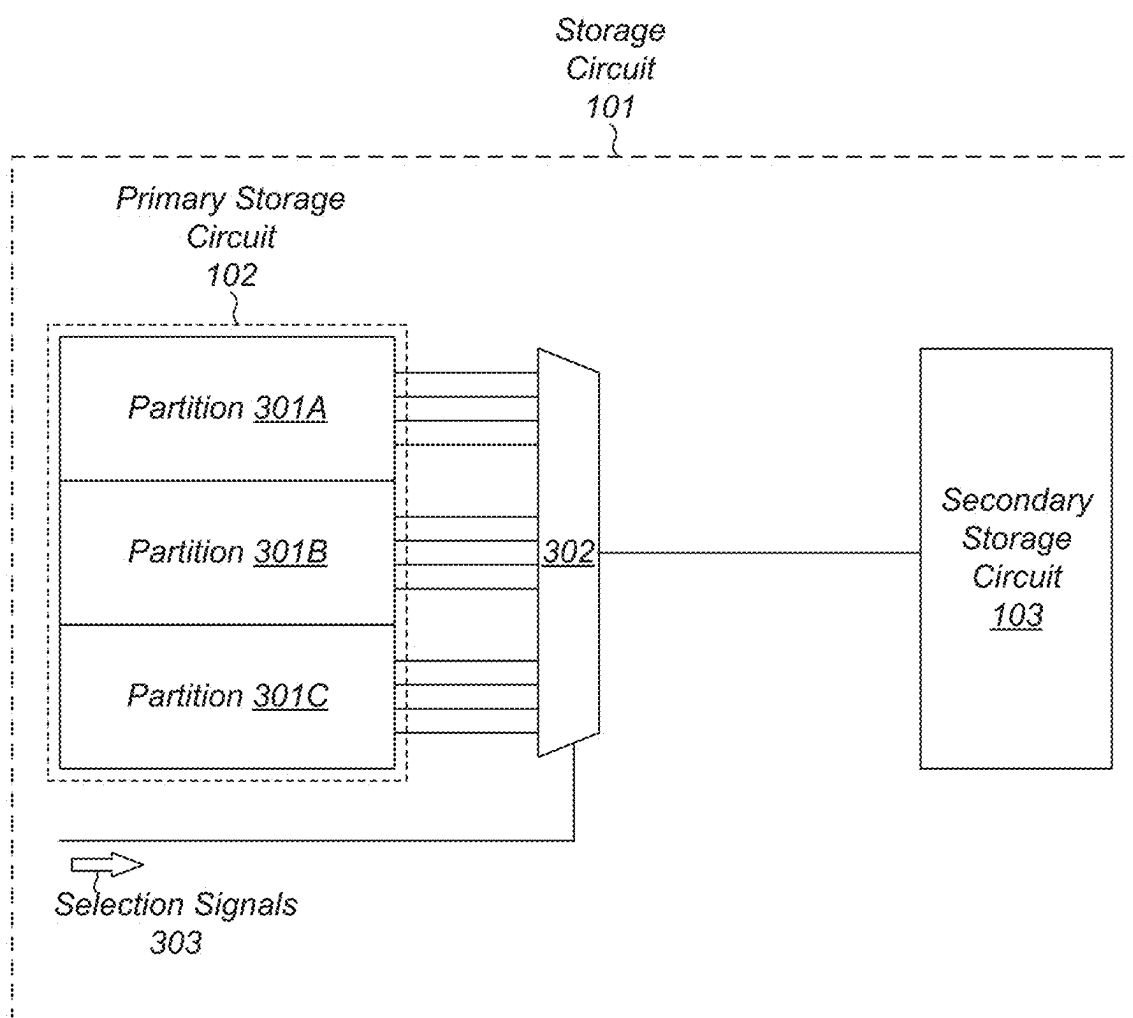 Storage
Circuit
101
Primary Storage
Circuit
102
Partition 301A
Partition 301B
Partition 301C
302
Secondary
Storage
Circuit
103
Selection Signals
303